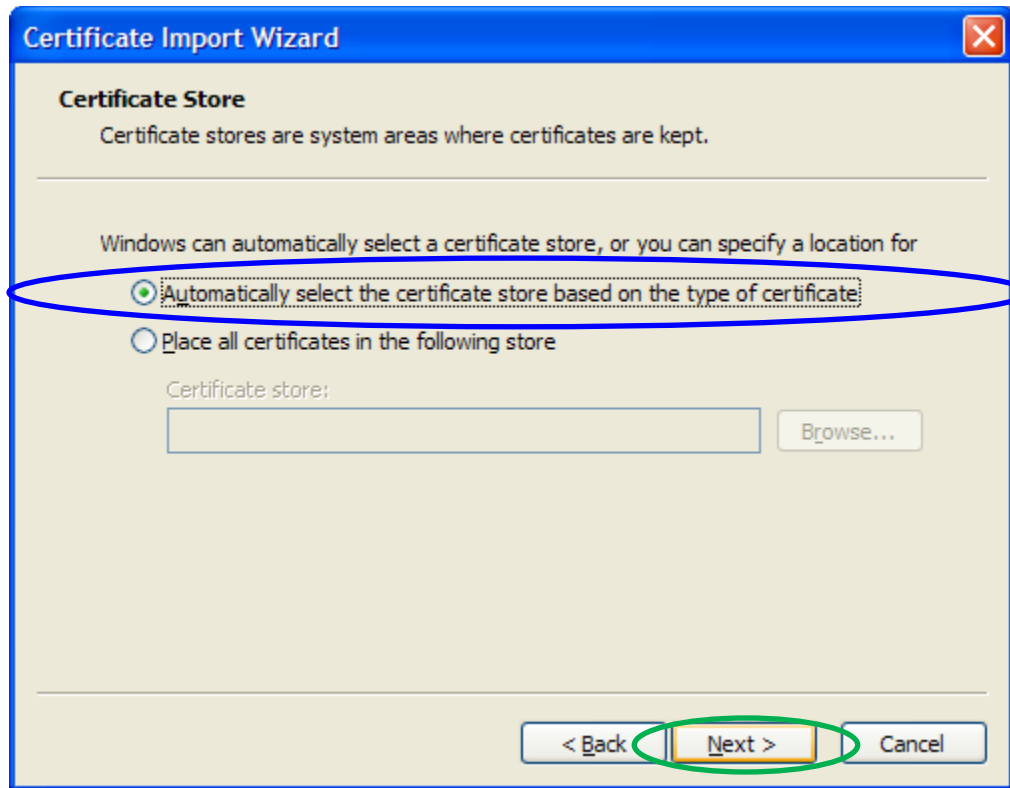 Certificate Import Wizard
Certificate Store
Certificate stores are system areas where certificates are kept.
Windows can automatically select a certificate store, or you can specify a location for
Automatically select the certificate store based on the type of certificate
Place all certificates in the following store
Certificate store:
Browse...
< Back Next > Cancel